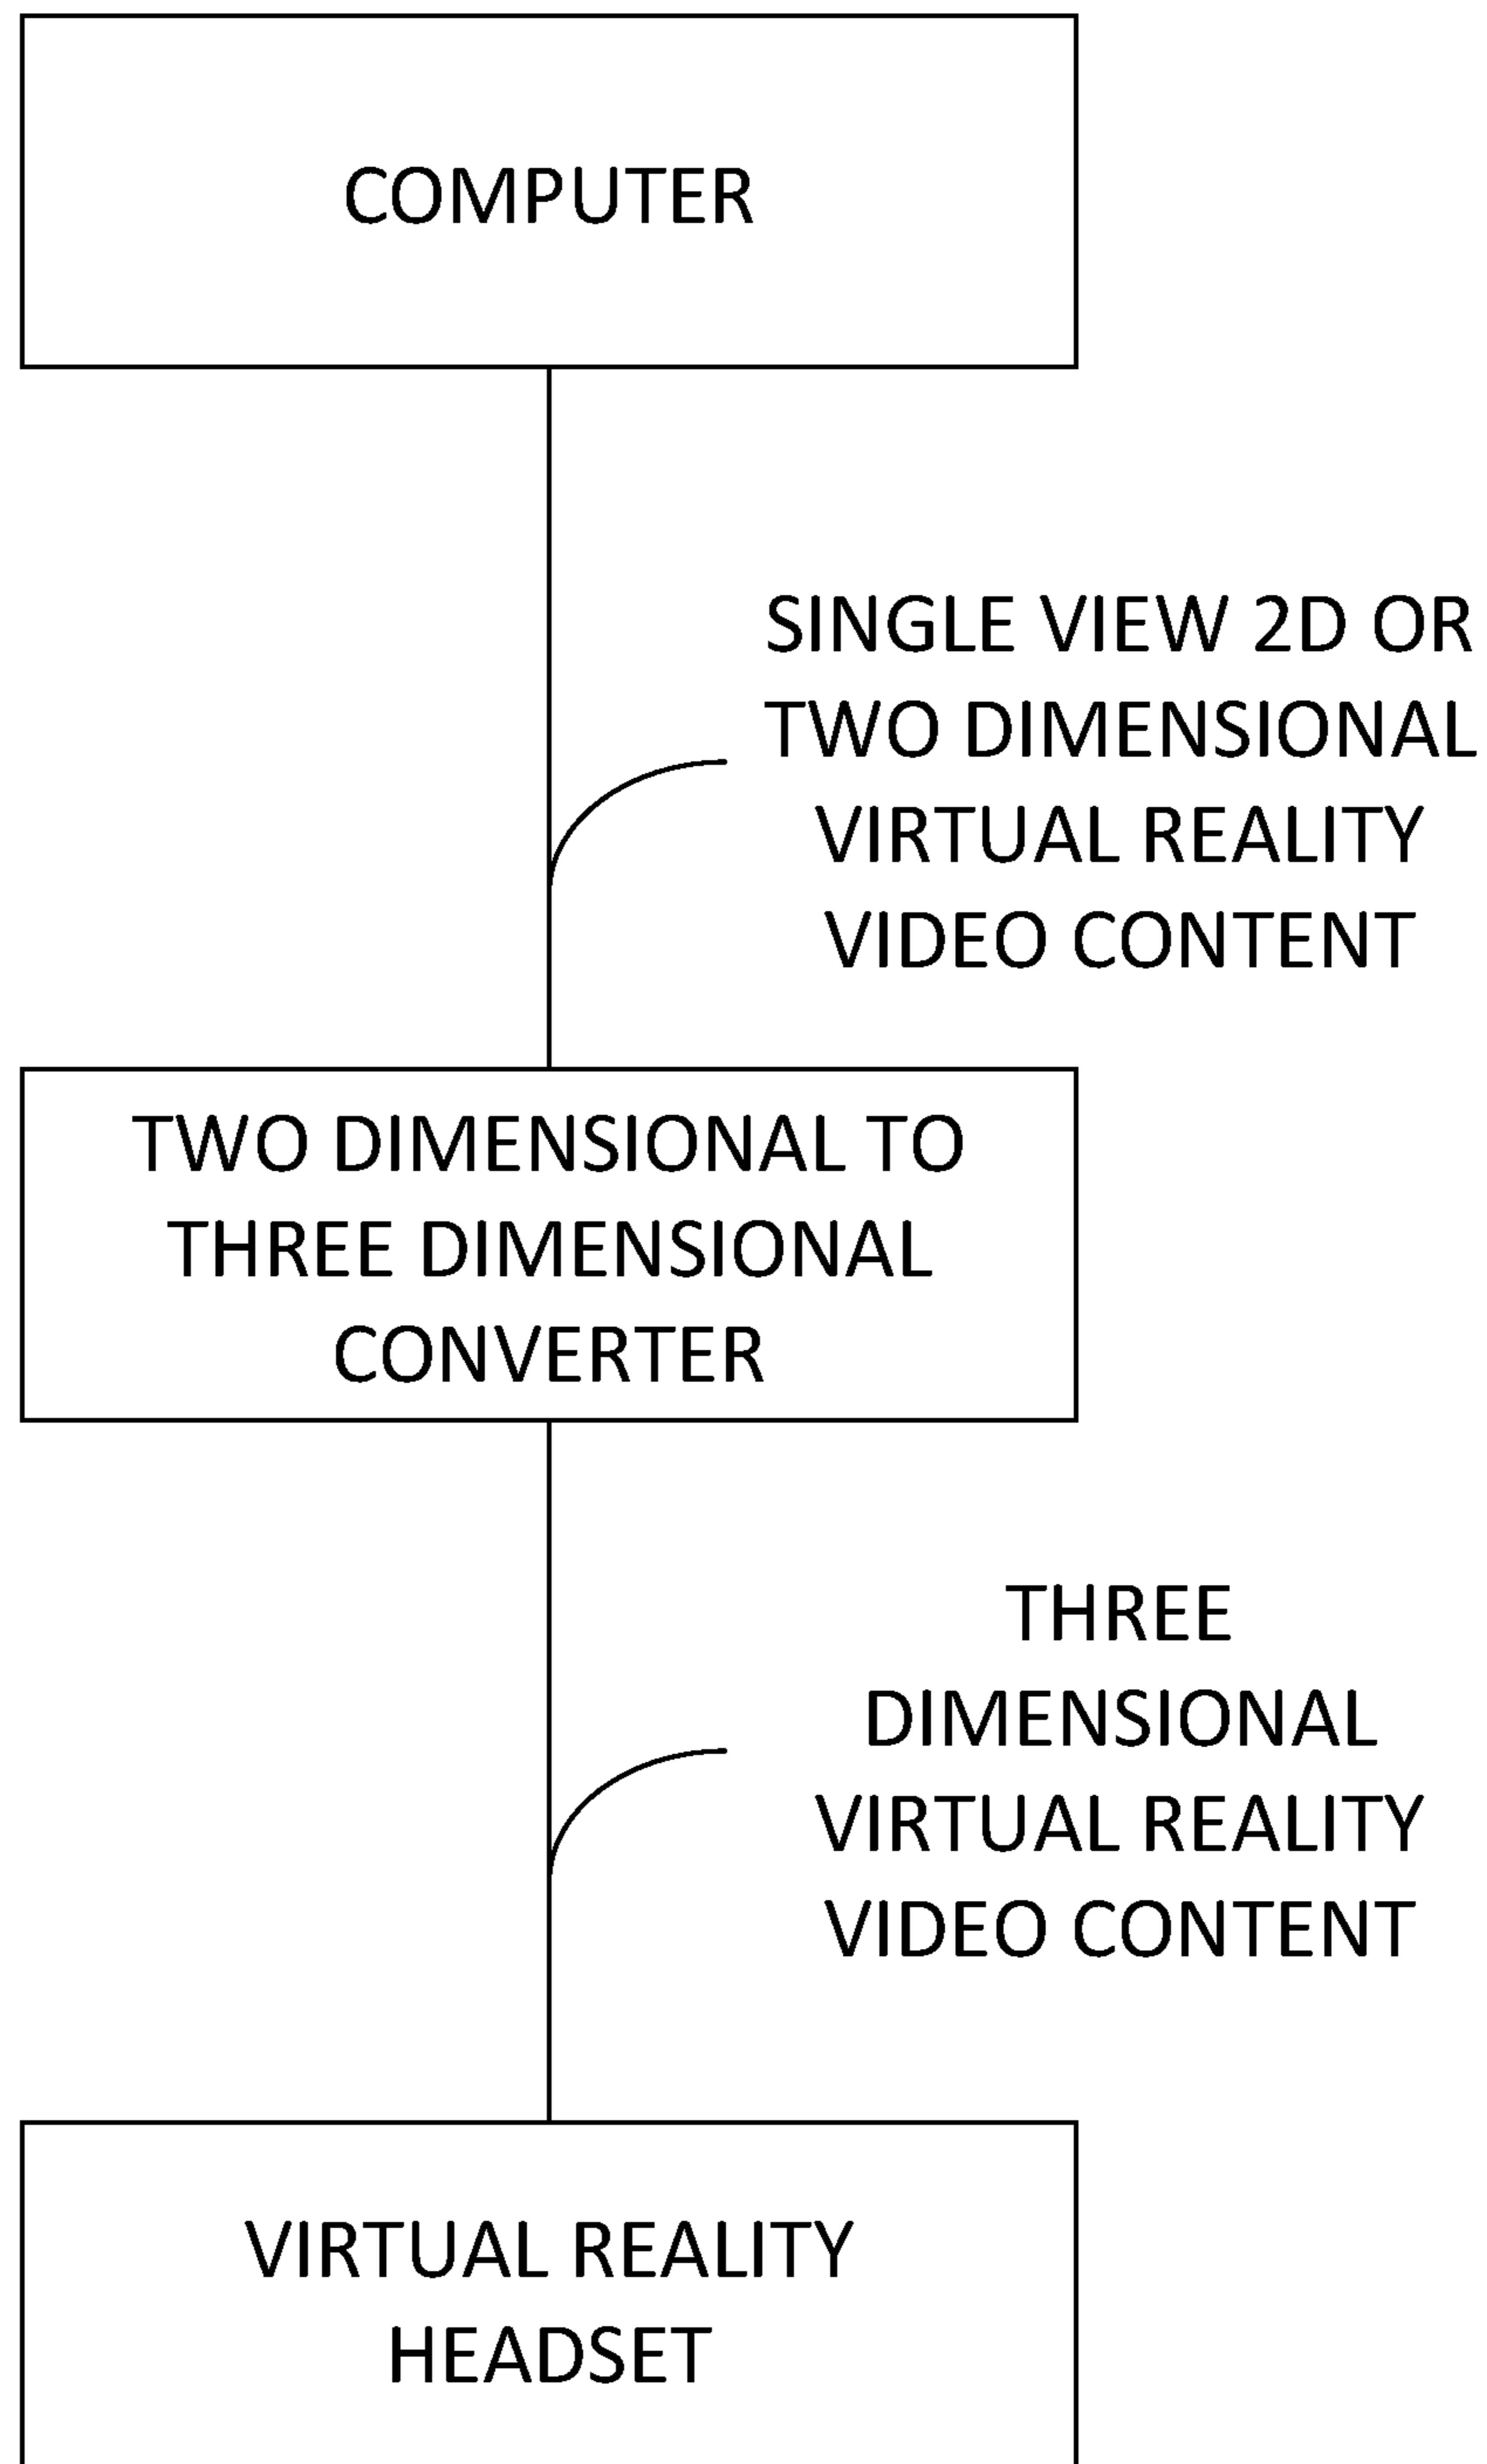 COMPUTER
SINGLE VIEW 2D OR
TWO DIMENSIONAL
VIRTUAL REALITY
VIDEO CONTENT
TWO DIMENSIONAL TO
THREE DIMENSIONAL
CONVERTER
THREE
DIMENSIONAL
VIRTUAL REALITY
VIDEO CONTENT
VIRTUAL REALITY
HEADSET